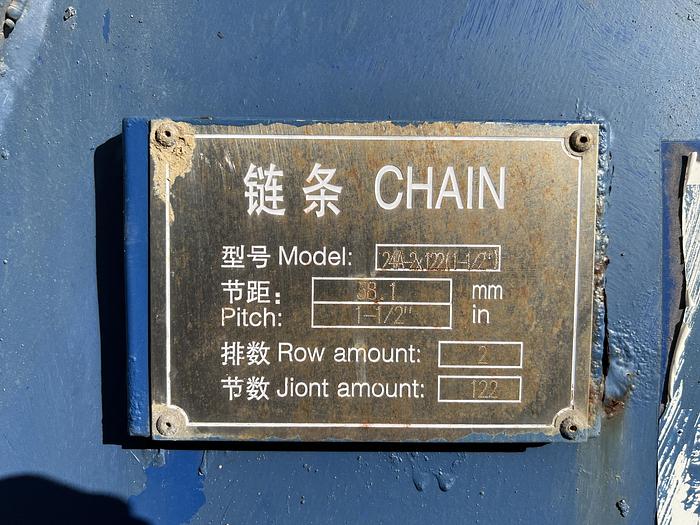 链条 CHAIN
型号 Model: 24A-2x122(1-1/2")
节距: 38.1 mm
Pitch: 1-1/2" in
排数 Row amount: 2
节数 Jiont amount: 122